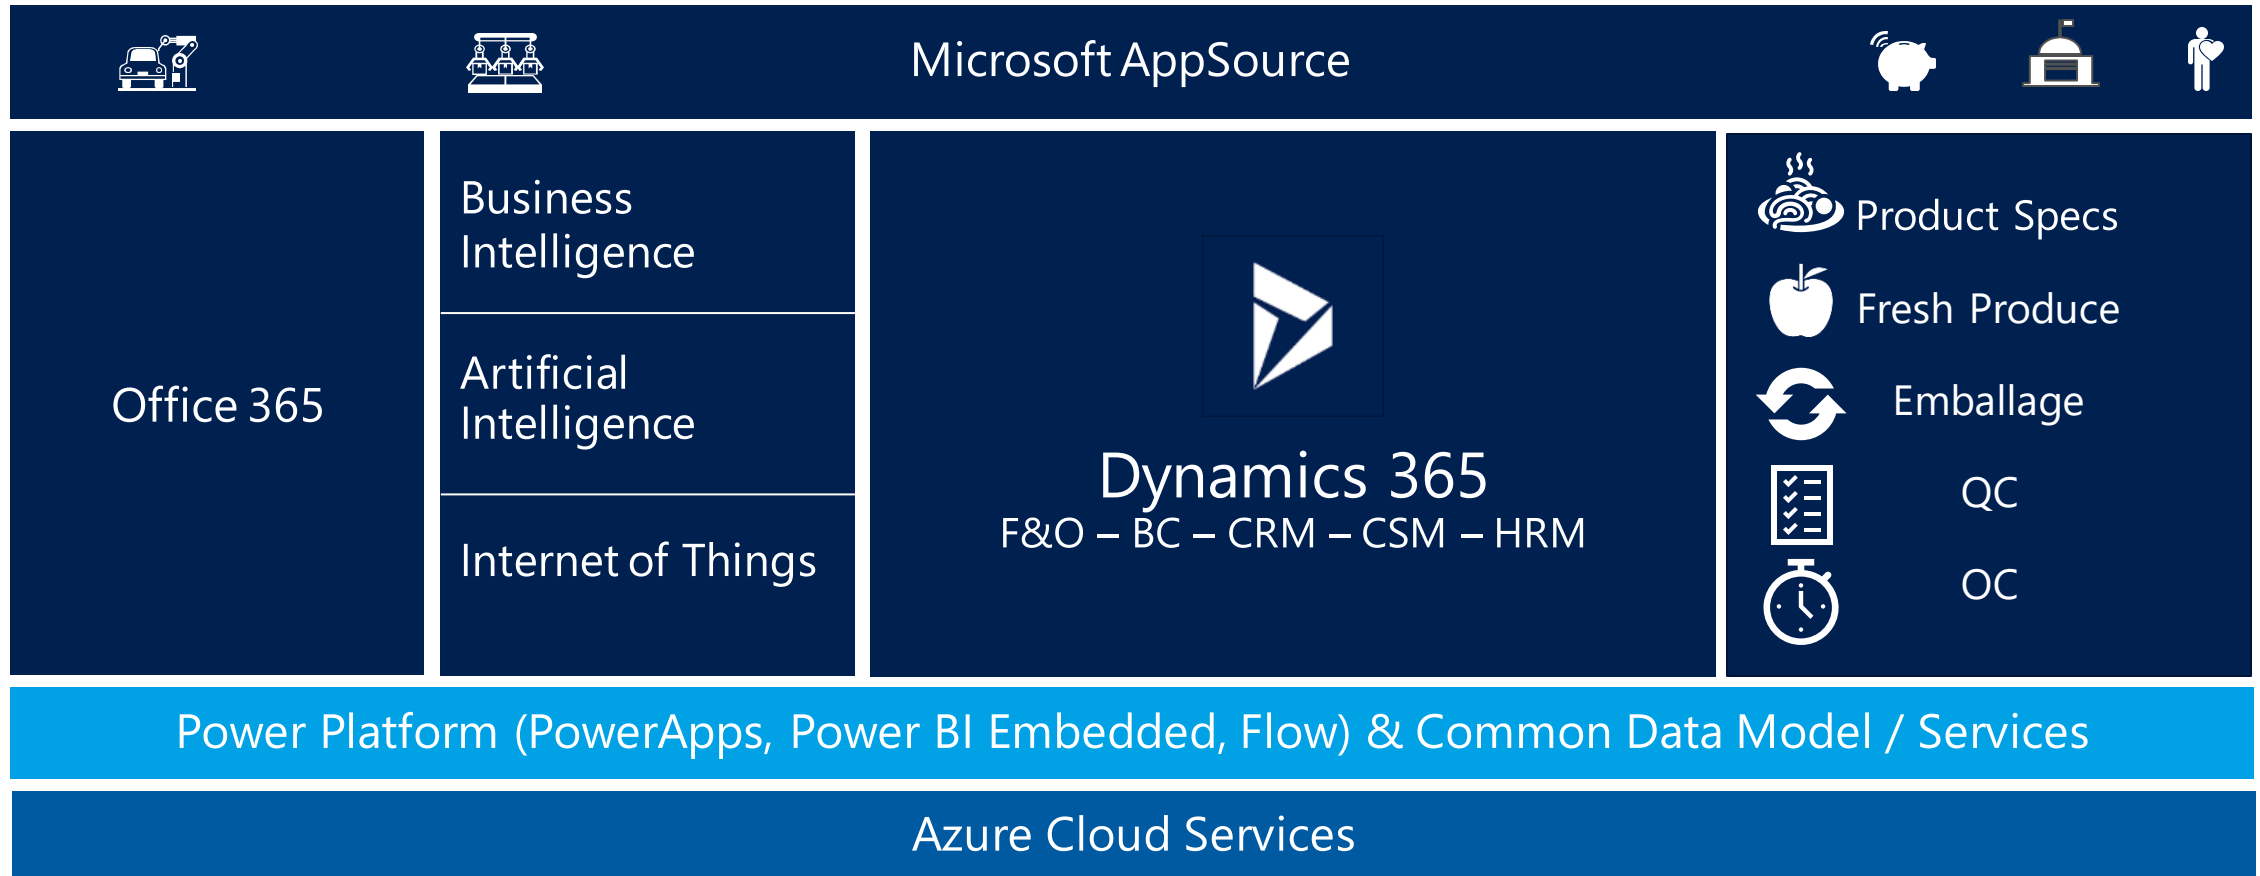 Microsoft AppSource
Office 365
Business
Intelligence
Artificial
Intelligence
Internet of Things
Dynamics 365
F&O – BC – CRM – CSM – HRM
Product Specs
Fresh Produce
Emballage
QC
OC
Power Platform (PowerApps, Power BI Embedded, Flow) & Common Data Model / Services
Azure Cloud Services